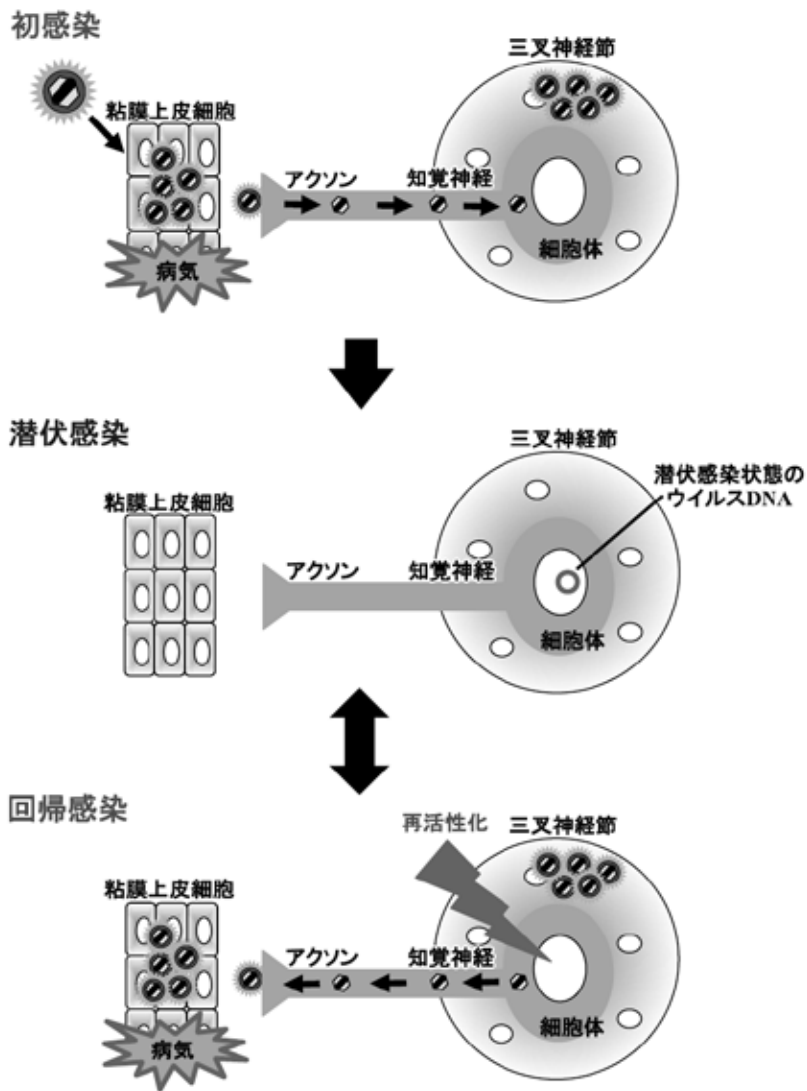 初感染
三叉神経節
粘膜上皮細胞
アクソン
知覚神経
細胞体
病気
潜伏感染
三叉神経節
潜伏感染状態の
ウイルスDNA
粘膜上皮細胞
アクソン
知覚神経
細胞体
回帰感染
再活性化
三叉神経節
粘膜上皮細胞
アクソン
知覚神経
細胞体
病気